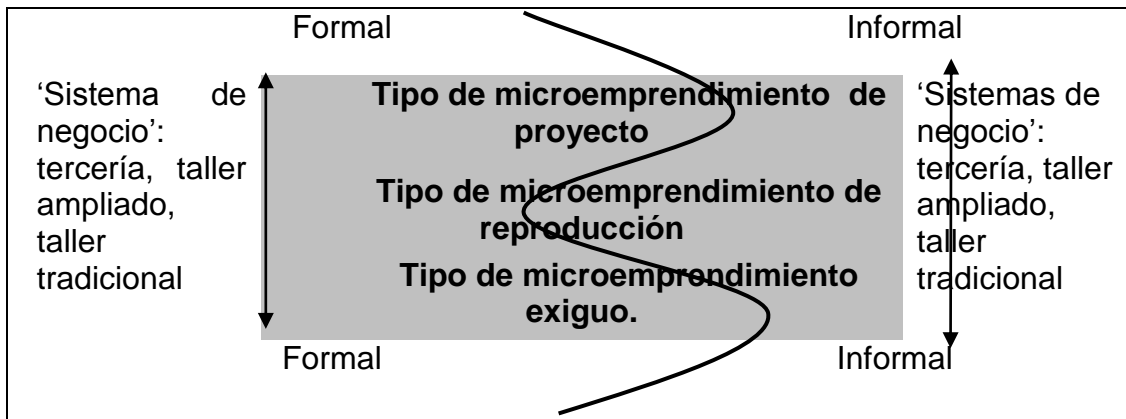 Formal Informal
‘Sistema de
negocio’:
tercería, taller
ampliado,
taller
tradicional
Tipo de microemprendimiento de
proyecto
Tipo de microemprendimiento de
reproducción
Tipo de microemprendimiento
exiguo.
‘Sistemas de
negocio’:
tercería, taller
ampliado,
taller
tradicional
Formal Informal